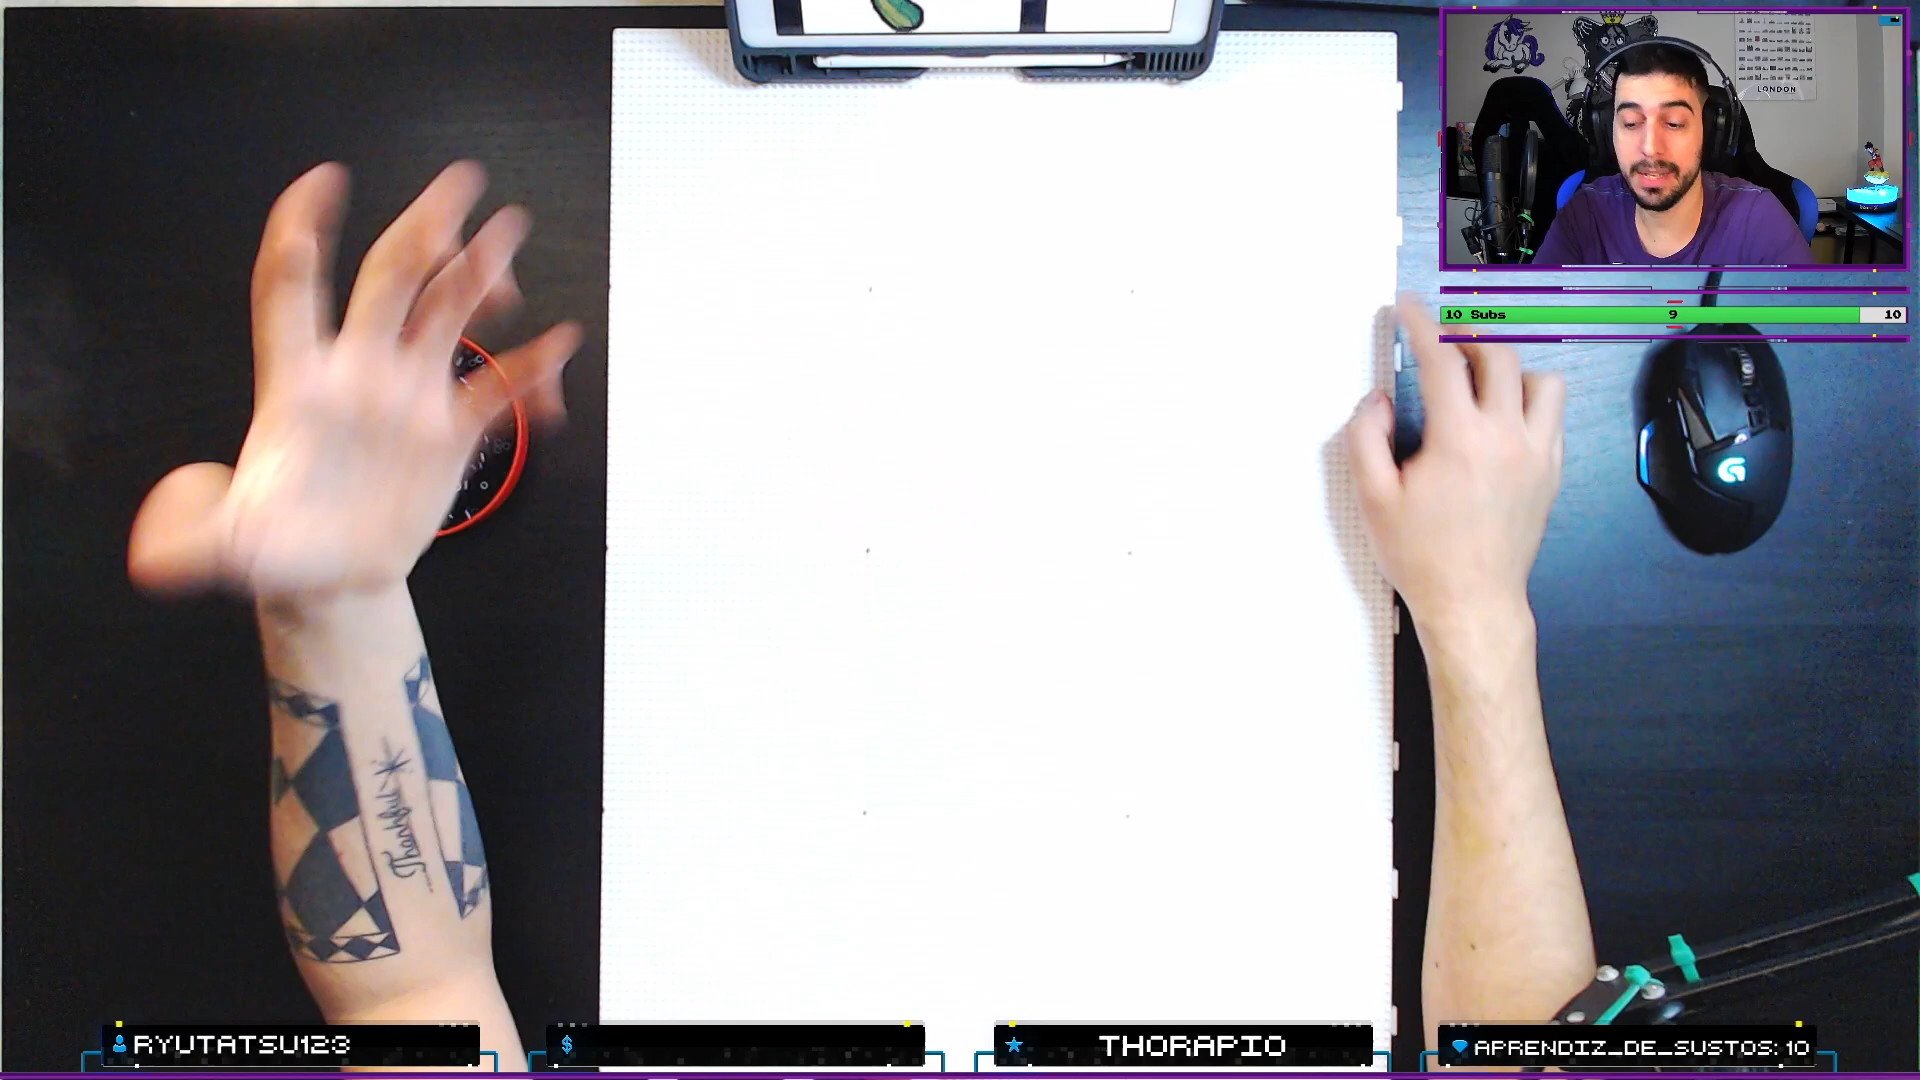 LONDON
10 Subs 9 10
Thankful
RYUTATSU123
$
THORAPIO
APRENDIZ_DE_SUSTOS: 10